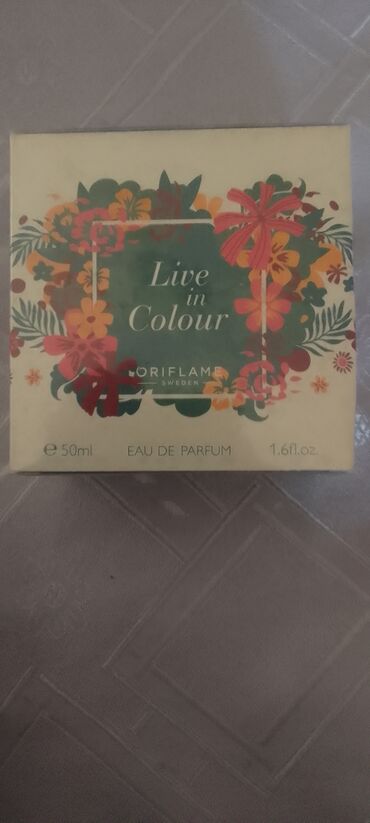 Live
in
Colour
ORIFLAME
SWEDEN
℮ 50ml EAU DE PARFUM 1.6fl.oz.